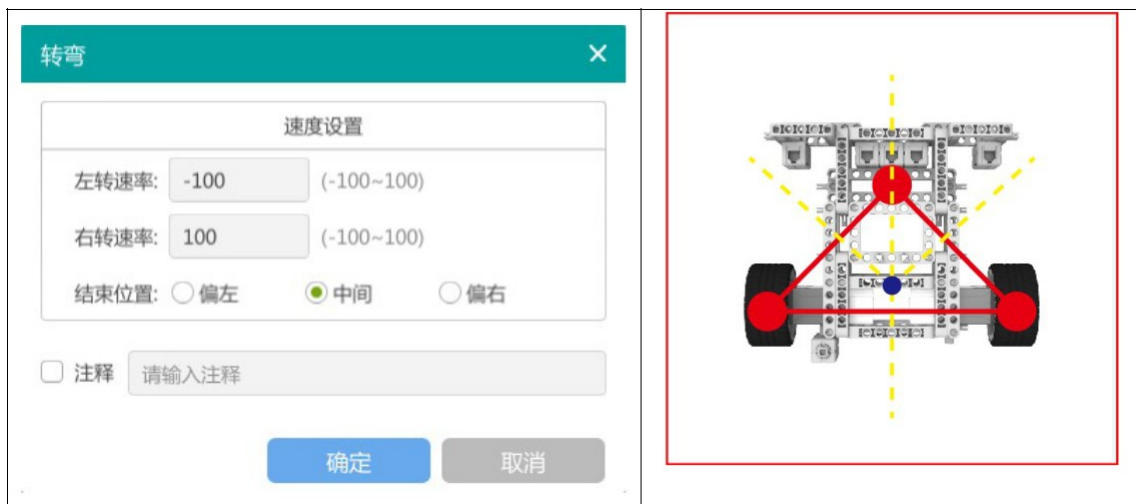 转弯 ×
速度设置
左转速率: -100 (-100~100)
右转速率: 100 (-100~100)
结束位置: 偏左 中间 偏右
注释 请输入注释
确定 取消